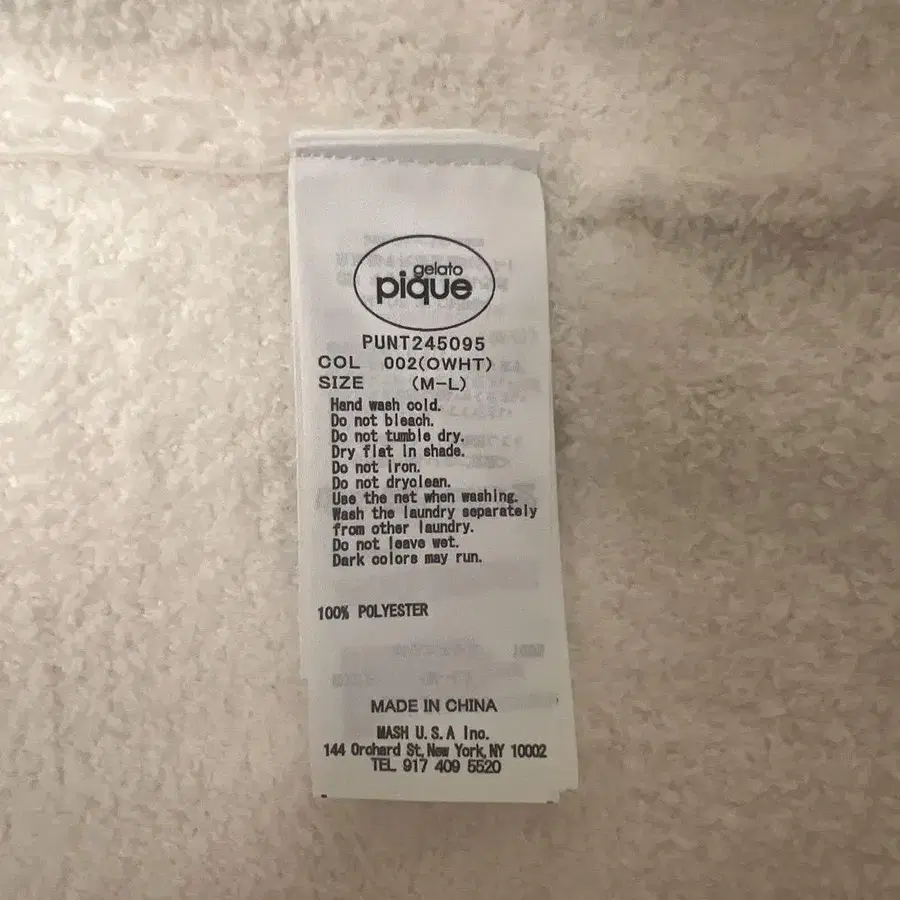 gelato
pique
PUNT245095
COL 002(OWHT)
SIZE (M-L)
Hand wash cold.
Do not bleach.
Do not tumble dry.
Dry flat in shade.
Do not iron.
Do not dryclean.
Use the net when washing.
Wash the laundry separately
from other laundry.
Do not leave wet.
Dark colors may run.
100% POLYESTER
MADE IN CHINA
MASH U.S.A Inc.
144 Orchard St, New York, NY 10002
TEL 917 409 5520